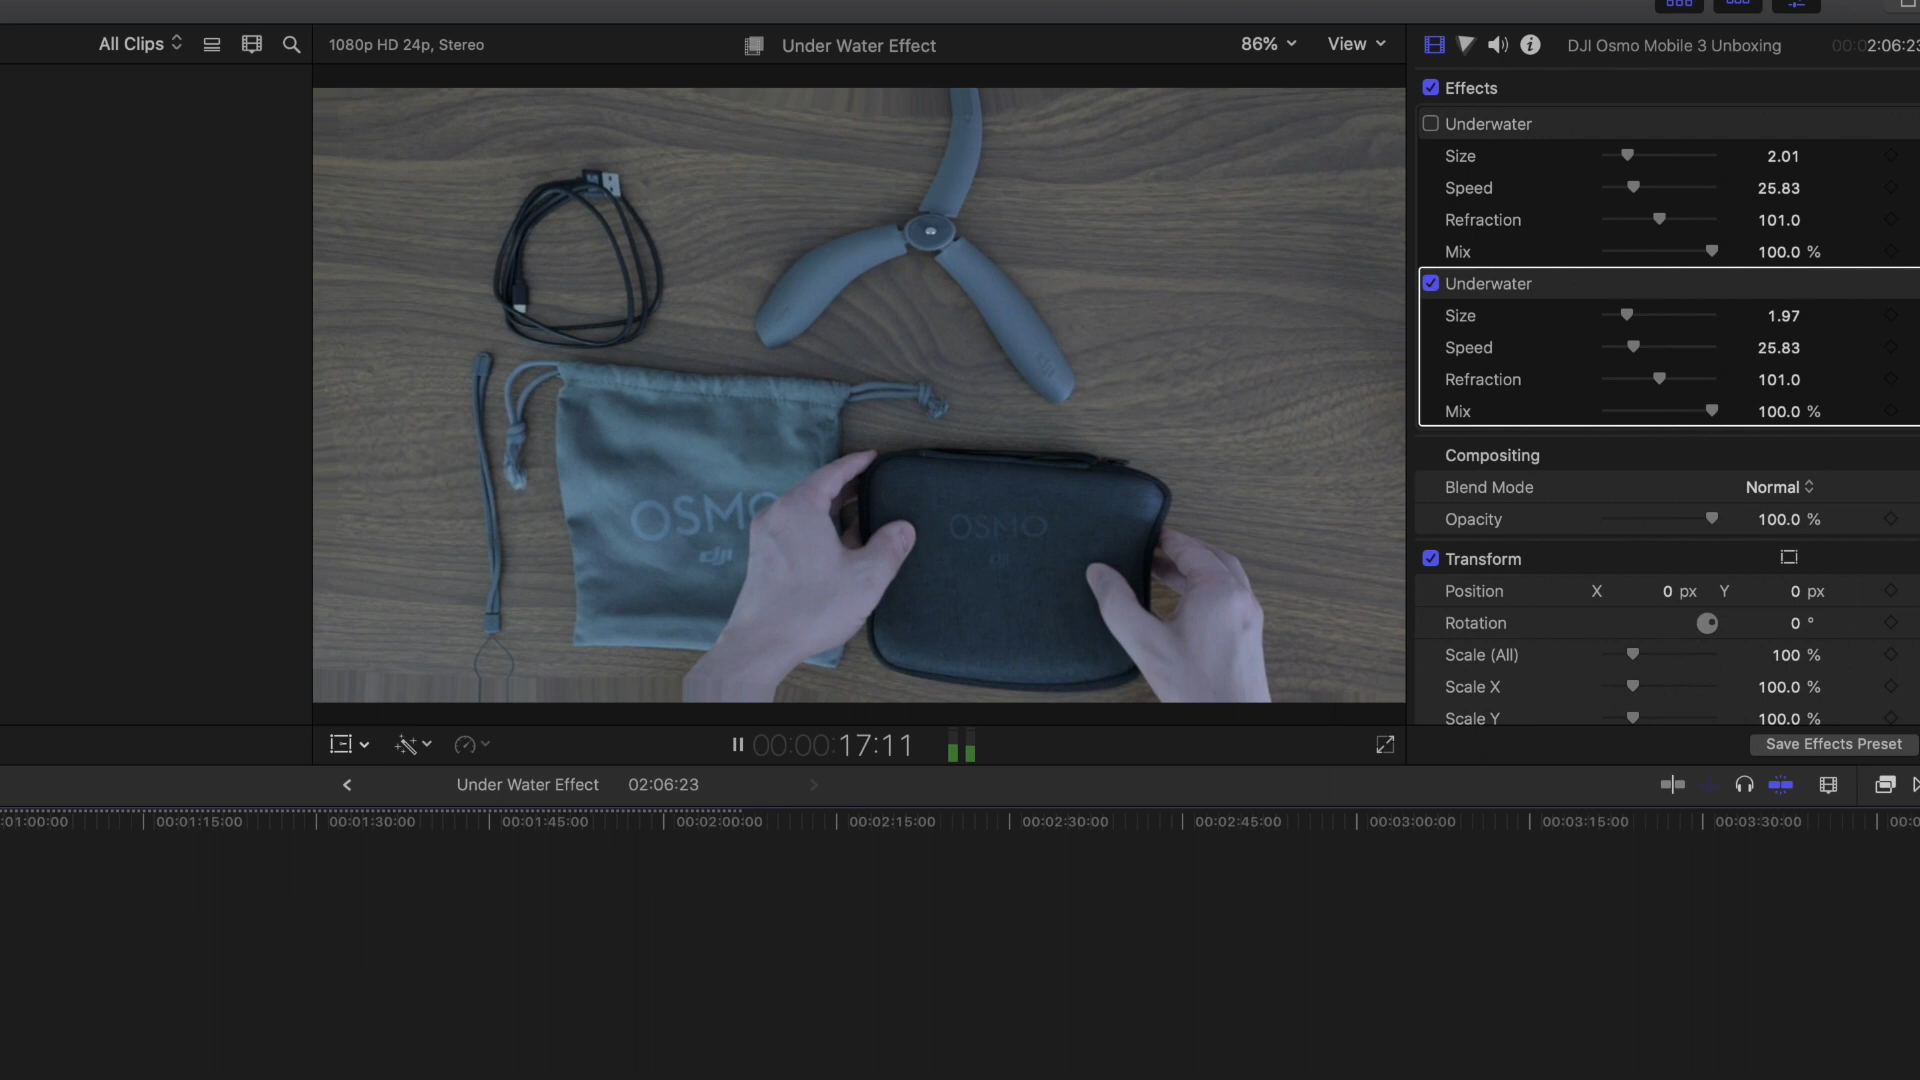 All Clips
1080p HD 24p, Stereo
Under Water Effect
86%
View
DJI Osmo Mobile 3 Unboxing
00:02:06:23
Effects
Underwater
Size 2.01
Speed 25.83
Refraction 101.0
Mix 100.0 %
Underwater
Size 1.97
Speed 25.83
Refraction 101.0
Mix 100.0 %
Compositing
Blend Mode Normal
Opacity 100.0 %
Transform
Position X 0 px Y 0 px
Rotation 0 °
Scale (All) 100 %
Scale X 100.0 %
Scale Y 100.0 %
Save Effects Preset
OSMO
dji
OSMO
dji
00:00:17:11
Under Water Effect 02:06:23
:01:00:00 00:01:15:00 00:01:30:00 00:01:45:00 00:02:00:00 00:02:15:00 00:02:30:00 00:02:45:00 00:03:00:00 00:03:15:00 00:03:30:00 00:0